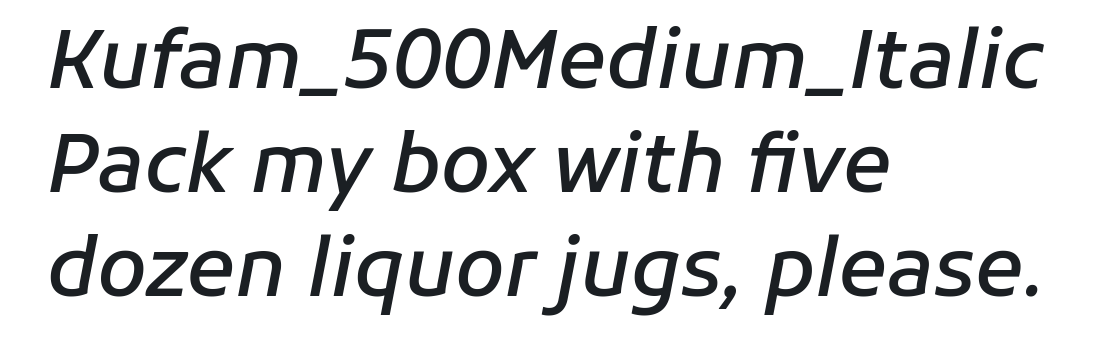 Kufam_500Medium_Italic
Pack my box with five
dozen liquor jugs, please.